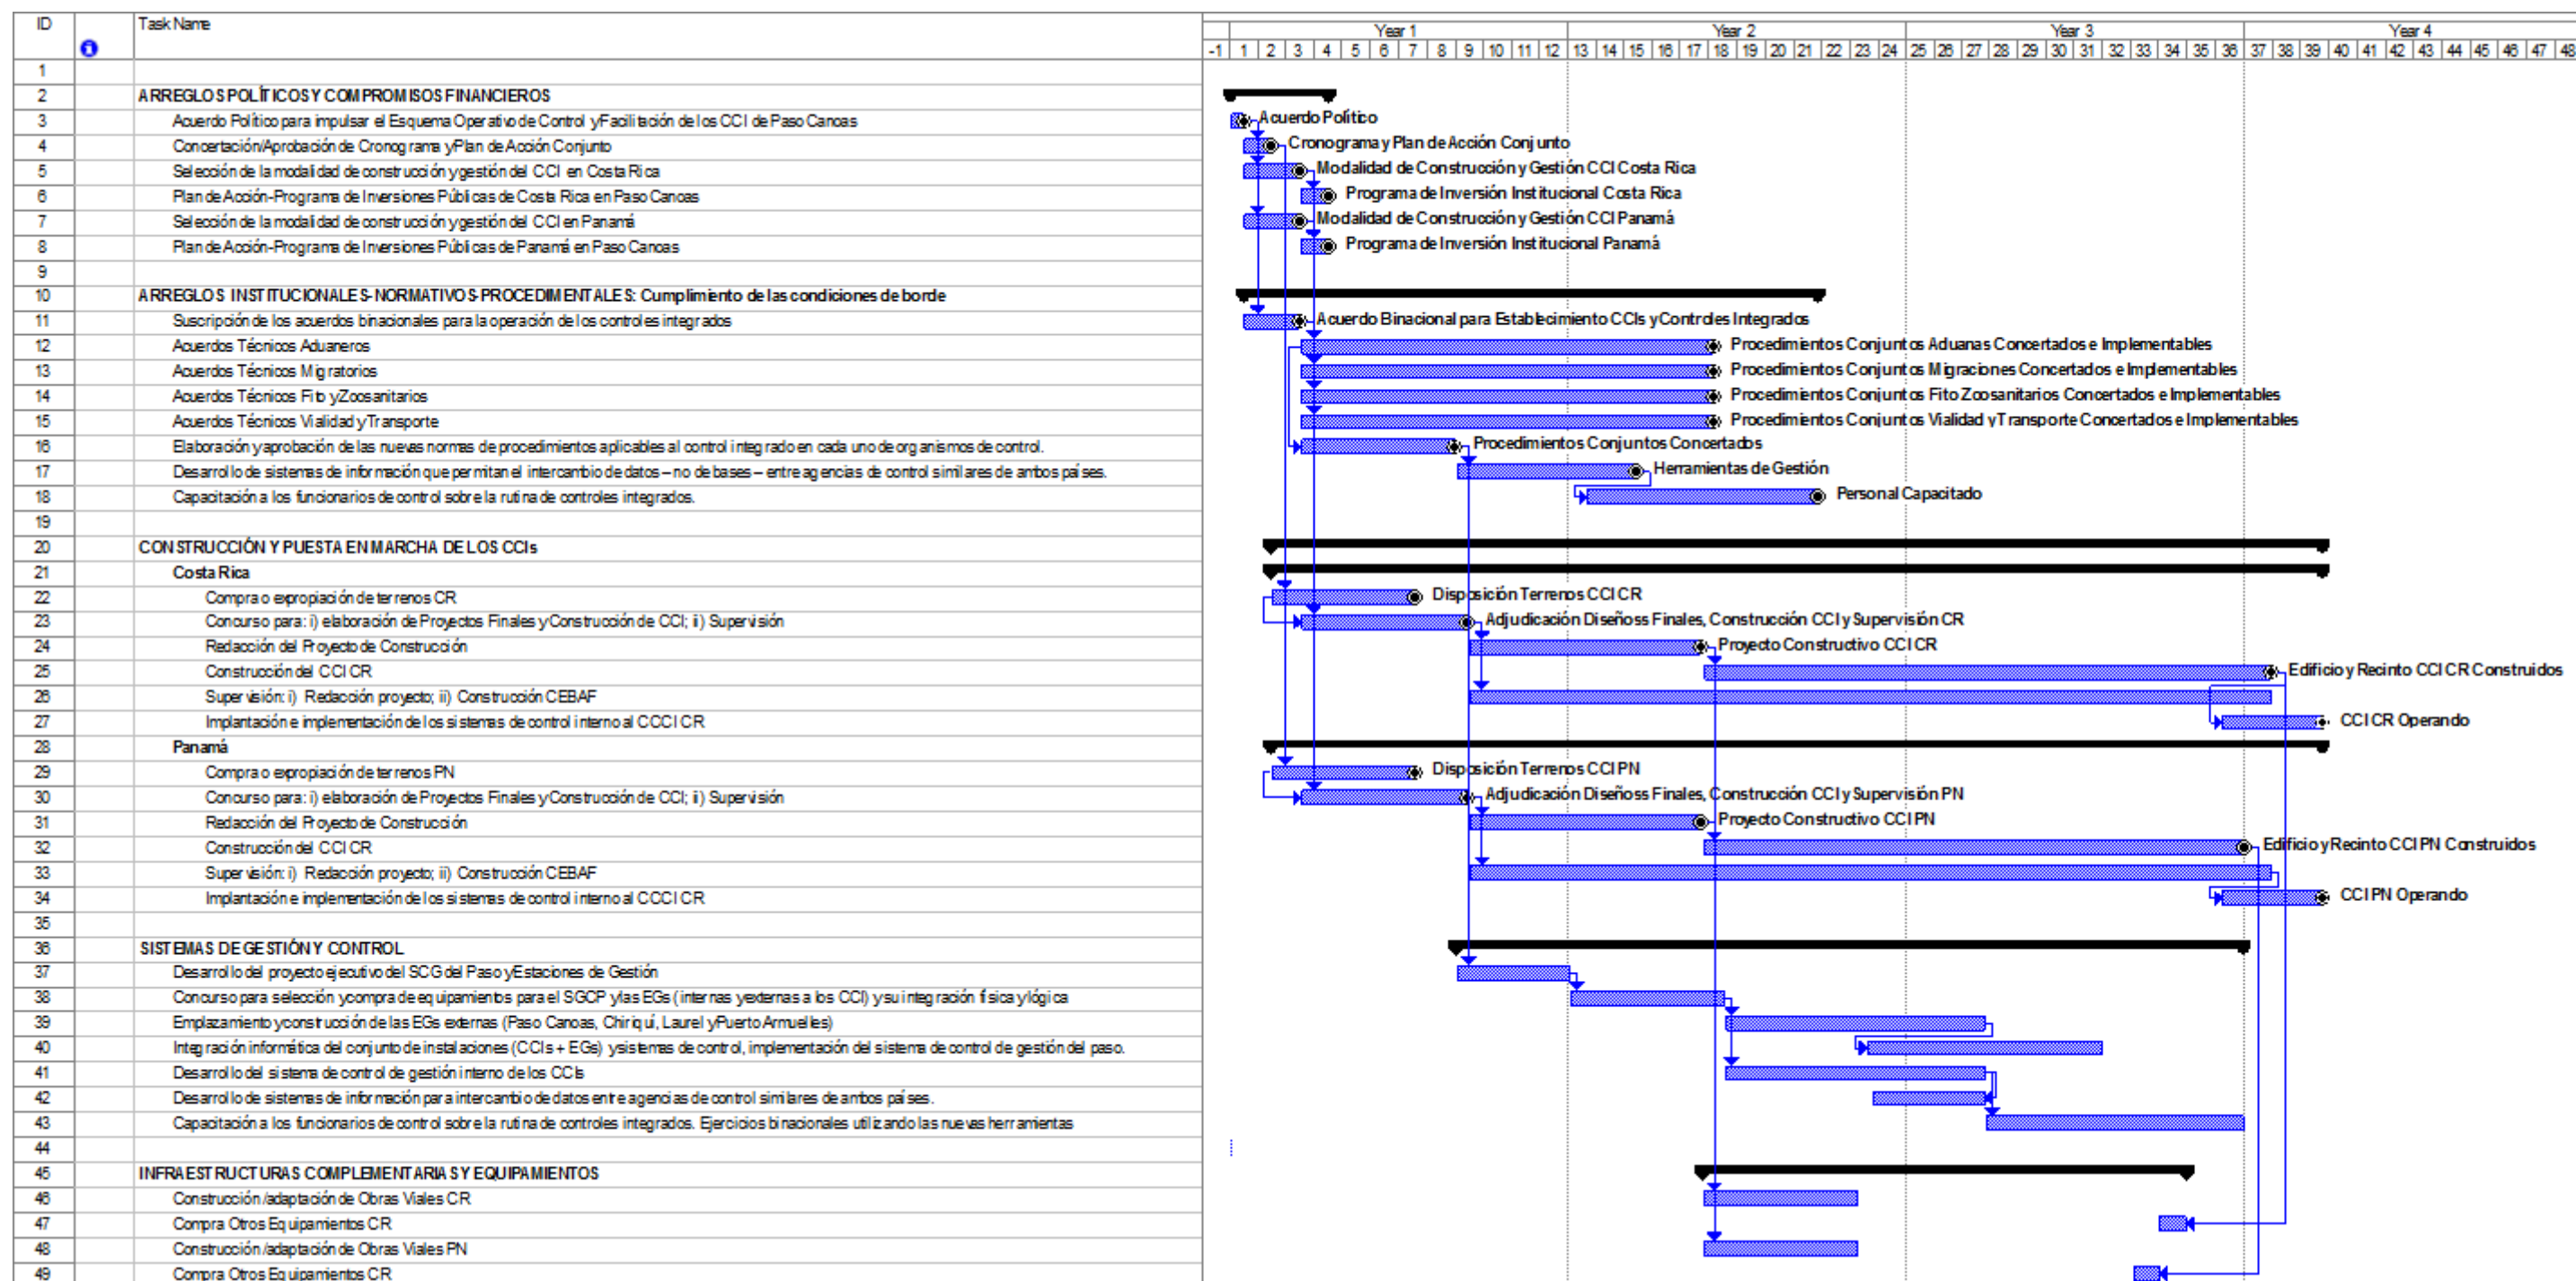 ID Task Name Year 1 Year 2 Year 3 Year 4
-1 1 2 3 4 5 6 7 8 9 10 11 12 13 14 15 16 17 18 19 20 21 22 23 24 25 26 27 28 29 30 31 32 33 34 35 36 37 38 39 40 41 42 43 44 45 46 47 48
1
2 ARREGLOS POLÍTICOS Y COMPROMISOS FINANCIEROS
3 Acuerdo Político para impulsar el Esquema Operativo de Control y Facilitación de los CCI de Paso Canoas Acuerdo Político
4 Concertación/Aprobación de Cronograma y Plan de Acción Conjunto Cronograma y Plan de Acción Conjunto
5 Selección de la modalidad de construcción y gestión del CCI en Costa Rica Modalidad de Construcción y Gestión CCI Costa Rica
6 Plan de Acción-Programa de Inversiones Públicas de Costa Rica en Paso Canoas Programa de Inversión Institucional Costa Rica
7 Selección de la modalidad de construcción y gestión del CCI en Panamá Modalidad de Construcción y Gestión CCI Panamá
8 Plan de Acción-Programa de Inversiones Públicas de Panamá en Paso Canoas Programa de Inversión Institucional Panamá
9
10 ARREGLOS INSTITUCIONALES-NORMATIVOS-PROCEDIMENTALES: Cumplimiento de las condiciones de borde
11 Suscripción de los acuerdos binacionales para la operación de los controles integrados Acuerdo Binacional para Establecimiento CCIs y Controles Integrados
12 Acuerdos Técnicos Aduaneros Procedimientos Conjuntos Aduanas Concertados e Implementables
13 Acuerdos Técnicos Migratorios Procedimientos Conjuntos Migraciones Concertados e Implementables
14 Acuerdos Técnicos Fito y Zoosanitarios Procedimientos Conjuntos Fito Zoosanitarios Concertados e Implementables
15 Acuerdos Técnicos Vialidad y Transporte Procedimientos Conjuntos Vialidad y Transporte Concertados e Implementables
16 Elaboración y aprobación de las nuevas normas de procedimientos aplicables al control integrado en cada uno de organismos de control. Procedimientos Conjuntos Concertados
17 Desarrollo de sistemas de información que permitan el intercambio de datos – no de bases – entre agencias de control similares de ambos países. Herramientas de Gestión
18 Capacitación a los funcionarios de control sobre la rutina de controles integrados. Personal Capacitado
19
20 CONSTRUCCIÓN Y PUESTA EN MARCHA DE LOS CCIs
21 Costa Rica
22 Compra o expropiación de terrenos CR Disposición Terrenos CCI CR
23 Concurso para: i) elaboración de Proyectos Finales y Construcción de CCI; ii) Supervisión Adjudicación Diseñoss Finales, Construcción CCI y Supervisión CR
24 Redacción del Proyecto de Construcción Proyecto Constructivo CCI CR
25 Construcción del CCI CR Edificio y Recinto CCI CR Construidos
26 Supervisión: i) Redacción proyecto; ii) Construcción CEBAF
27 Implantación e implementación de los sistemas de control interno al CCCI CR CCI CR Operando
28 Panamá
29 Compra o expropiación de terrenos PN Disposición Terrenos CCI PN
30 Concurso para: i) elaboración de Proyectos Finales y Construcción de CCI; ii) Supervisión Adjudicación Diseñoss Finales, Construcción CCI y Supervisión PN
31 Redacción del Proyecto de Construcción Proyecto Constructivo CCI PN
32 Construcción del CCI CR Edificio y Recinto CCI PN Construidos
33 Supervisión: i) Redacción proyecto; ii) Construcción CEBAF
34 Implantación e implementación de los sistemas de control interno al CCCI CR CCI PN Operando
35
36 SISTEMAS DE GESTIÓN Y CONTROL
37 Desarrollo del proyecto ejecutivo del SCG del Paso y Estaciones de Gestión
38 Concurso para selección y compra de equipamientos para el SGCP y las EGs (internas y externas a los CCI) y su integración física y lógica
39 Emplazamiento y construcción de las EGs externas (Paso Canoas, Chiriquí, Laurel y Puerto Armuelles)
40 Integración informática del conjunto de instalaciones (CCIs + EGs) y sistemas de control, implementación del sistema de control de gestión del paso.
41 Desarrollo del sistema de control de gestión interno de los CCIs
42 Desarrollo de sistemas de información para intercambio de datos entre agencias de control similares de ambos países.
43 Capacitación a los funcionarios de control sobre la rutina de controles integrados. Ejercicios binacionales utilizando las nuevas herramientas
44
45 INFRAESTRUCTURAS COMPLEMENTARIAS Y EQUIPAMIENTOS
46 Construcción /adaptación de Obras Viales CR
47 Compra Otros Equipamientos CR
48 Construcción /adaptación de Obras Viales PN
49 Compra Otros Equipamientos CR